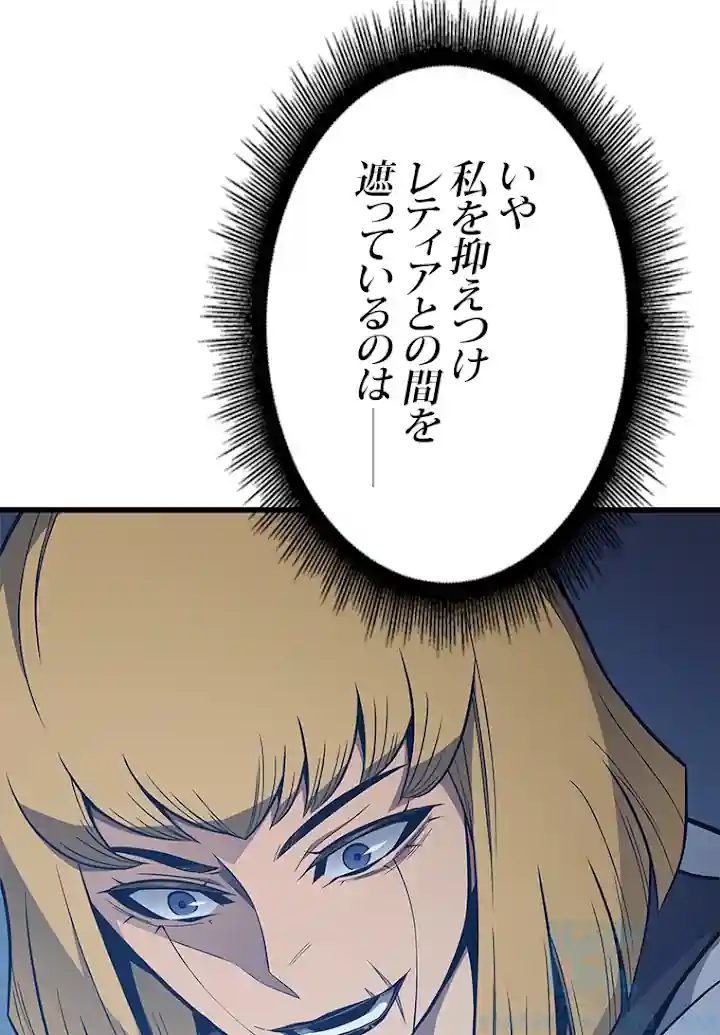 いや
私を抑えつけ
レティアとの間を
遮っているのは